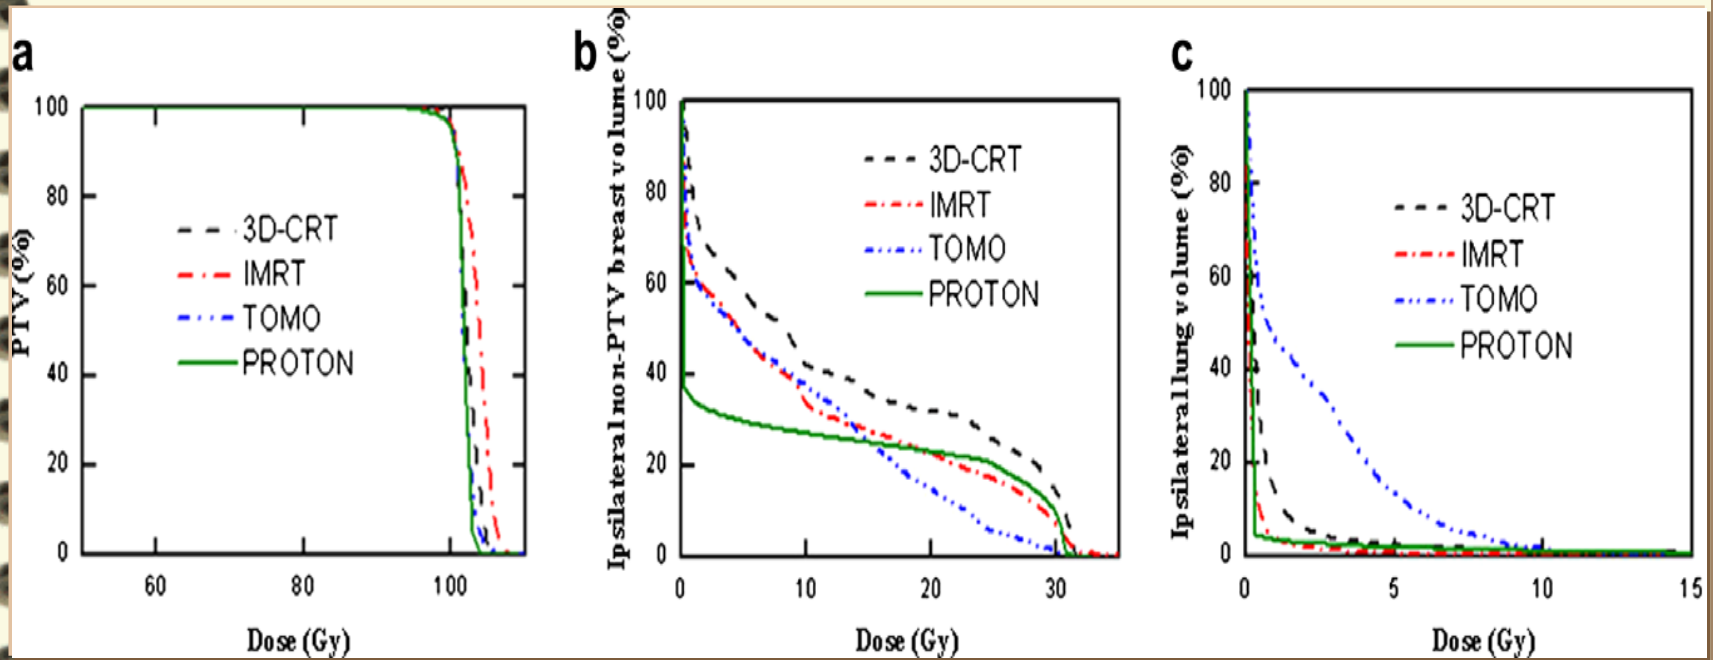 a
PTV (%)
100
80
60
40
20
0
3D-CRT
IMRT
TOMO
PROTON
60 80 100
Dose (Gy)
b
Ipsilateral non-PTV breast volume (%)
100
80
60
40
20
0
3D-CRT
IMRT
TOMO
PROTON
0 10 20 30
Dose (Gy)
c
Ipsilateral lung volume (%)
100
80
60
40
20
0
3D-CRT
IMRT
TOMO
PROTON
0 5 10 15
Dose (Gy)